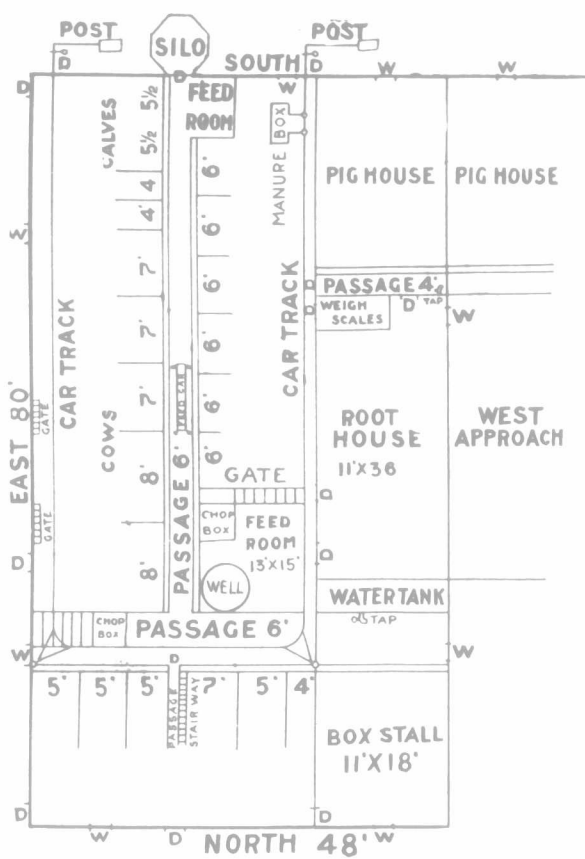 POST
POST
SILO
SOUTH
D
D
D
D
W
W
W
FEED
ROOM
CALVES
5½
5½
4
4'
7'
7'
7'
8'
8'
6'
6'
6'
6'
6'
6'
MANURE
BOX
PIG HOUSE
PIG HOUSE
W
PASSAGE 4'
D
D
WEIGH
SCALES
'D'
TAP
W
CAR TRACK
CAR TRACK
EAST 80'
GATE
GATE
COWS
FEED CAR
PASSAGE 6'
ROOT
HOUSE
11'X36
WEST
APPROACH
GATE
CHOP
BOX
FEED
ROOM
13'X15'
D
D
D
WELL
WATER TANK
TAP
CHOP
BOX
PASSAGE 6'
W
W
D
5'
5'
5'
7'
5'
4'
PASSAGE
STAIRWAY
BOX STALL
11'X18'
D
D
W
D
W
NORTH 48'